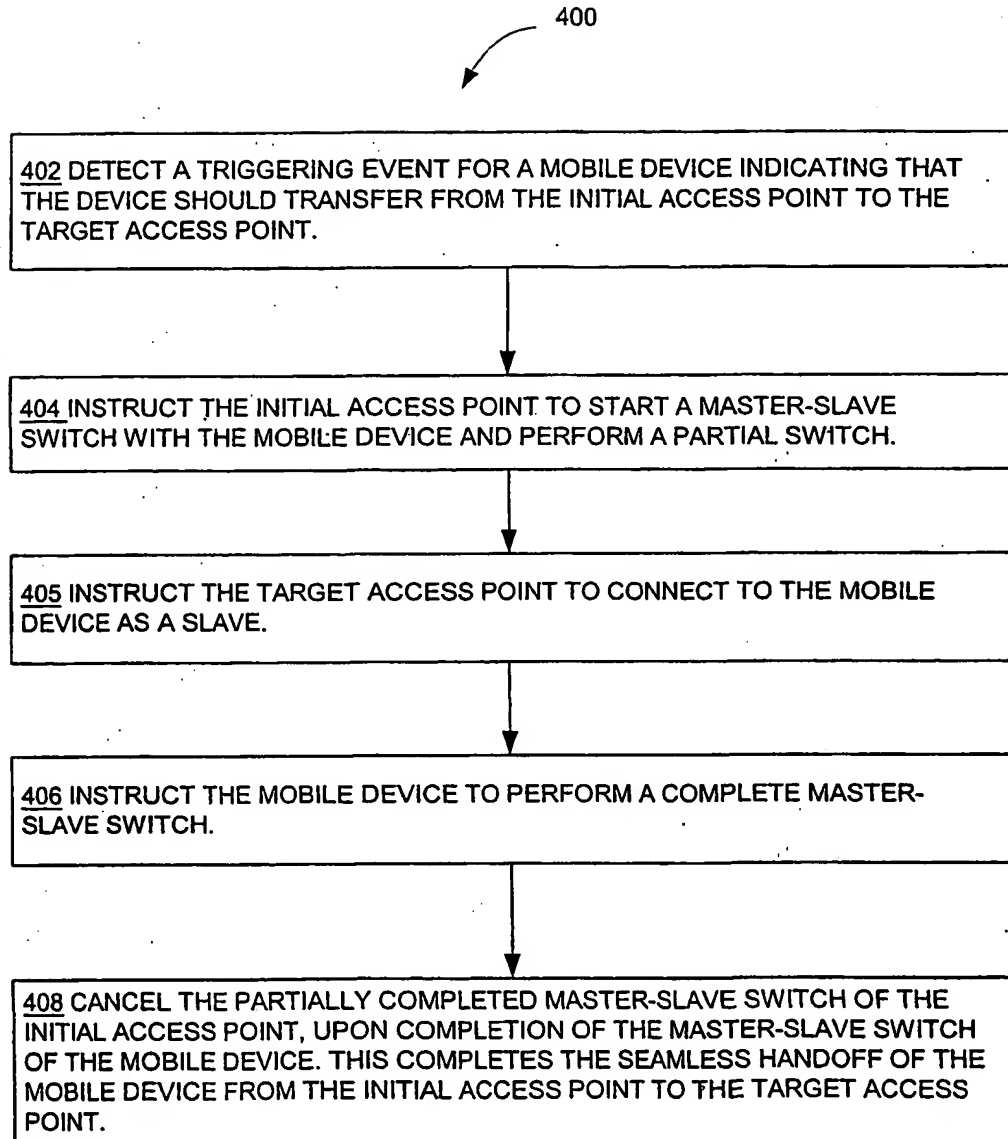 400
402 DETECT A TRIGGERING EVENT FOR A MOBILE DEVICE INDICATING THAT
THE DEVICE SHOULD TRANSFER FROM THE INITIAL ACCESS POINT TO THE
TARGET ACCESS POINT.
404 INSTRUCT THE INITIAL ACCESS POINT TO START A MASTER-SLAVE
SWITCH WITH THE MOBILE DEVICE AND PERFORM A PARTIAL SWITCH.
405 INSTRUCT THE TARGET ACCESS POINT TO CONNECT TO THE MOBILE
DEVICE AS A SLAVE.
406 INSTRUCT THE MOBILE DEVICE TO PERFORM A COMPLETE MASTER-
SLAVE SWITCH.
408 CANCEL THE PARTIALLY COMPLETED MASTER-SLAVE SWITCH OF THE
INITIAL ACCESS POINT, UPON COMPLETION OF THE MASTER-SLAVE SWITCH
OF THE MOBILE DEVICE. THIS COMPLETES THE SEAMLESS HANDOFF OF THE
MOBILE DEVICE FROM THE INITIAL ACCESS POINT TO THE TARGET ACCESS
POINT.